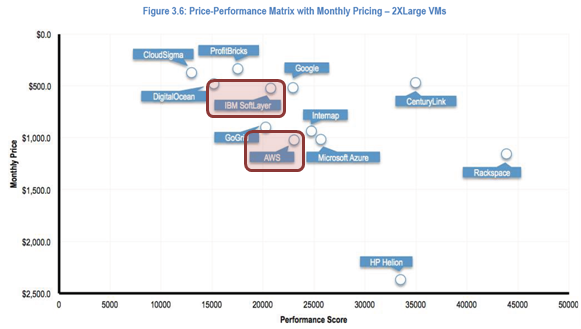 Figure 3.6: Price-Performance Matrix with Monthly Pricing – 2XLarge VMs
$0.0
ProfitBricks
CloudSigma
Google
$500.0
DigitalOcean
IBM SoftLayer
CenturyLink
Internap
$1,000.0
AWS
Microsoft Azure
Rackspace
Monthly Price
$1,500.0
$2,000.0
HP Helion
$2,500.0
0
5000
10000
15000
20000
25000
30000
35000
40000
45000
50000
Performance Score